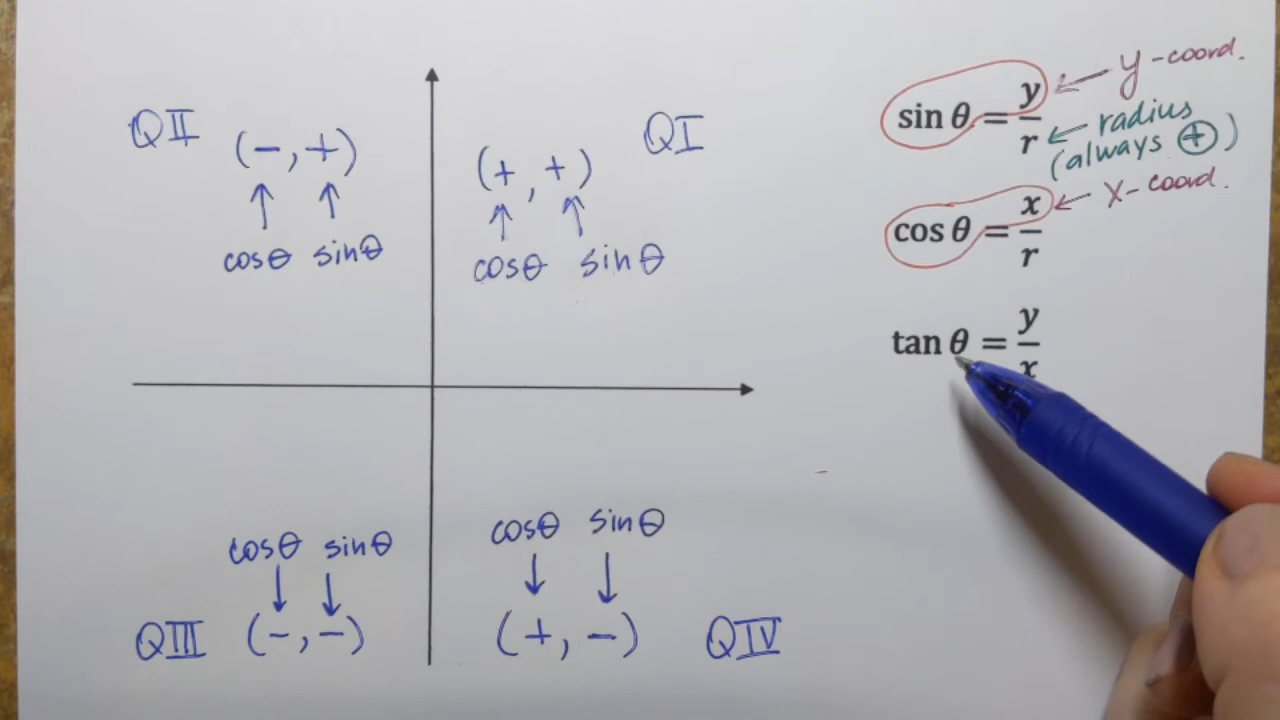 QII
(-, +)
cosθ sinθ
QI
(+, +)
cosθ sinθ
cosθ sinθ
QIII (-, -)
cosθ sinθ
(+, -) QIV
sin θ = y/r
y-coord.
radius
(always ⊕)
cos θ = x/r
x-coord.
tan θ = y/x